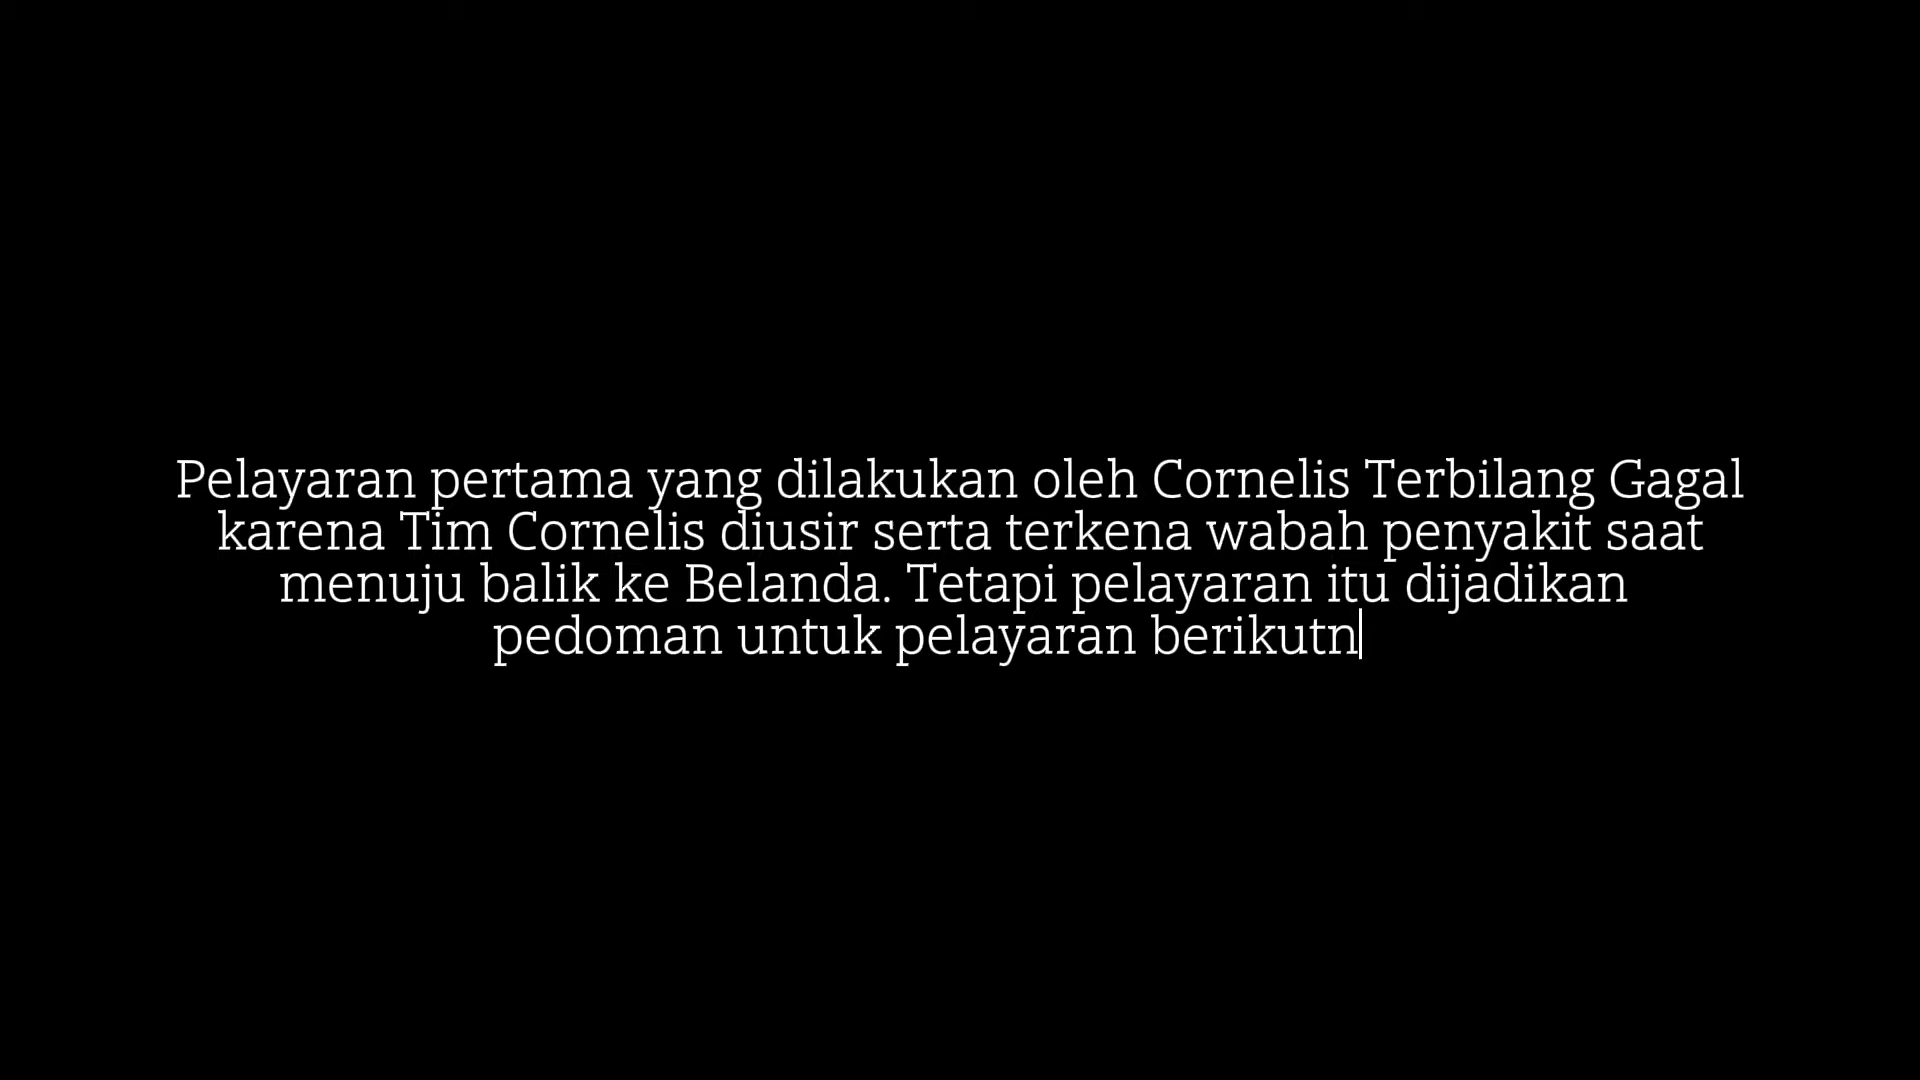 Pelayaran pertama yang dilakukan oleh Cornelis Terbilang Gagal
karena Tim Cornelis diusir serta terkena wabah penyakit saat
menuju balik ke Belanda. Tetapi pelayaran itu dijadikan
pedoman untuk pelayaran berikutn